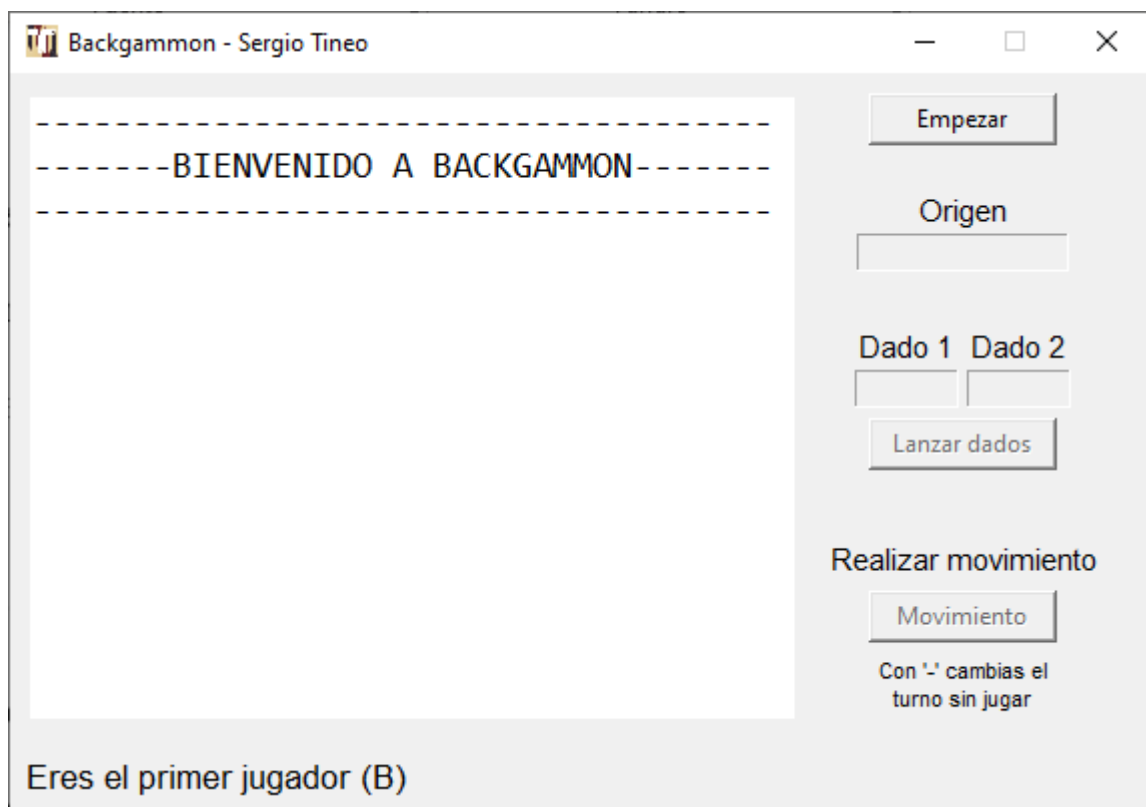 Backgammon - Sergio Tineo
-------------------------------------
-------BIENVENIDO A BACKGAMMON-------
-------------------------------------
Empezar
Origen
Dado 1 Dado 2
Lanzar dados
Realizar movimiento
Movimiento
Con '-' cambias el
turno sin jugar
Eres el primer jugador (B)